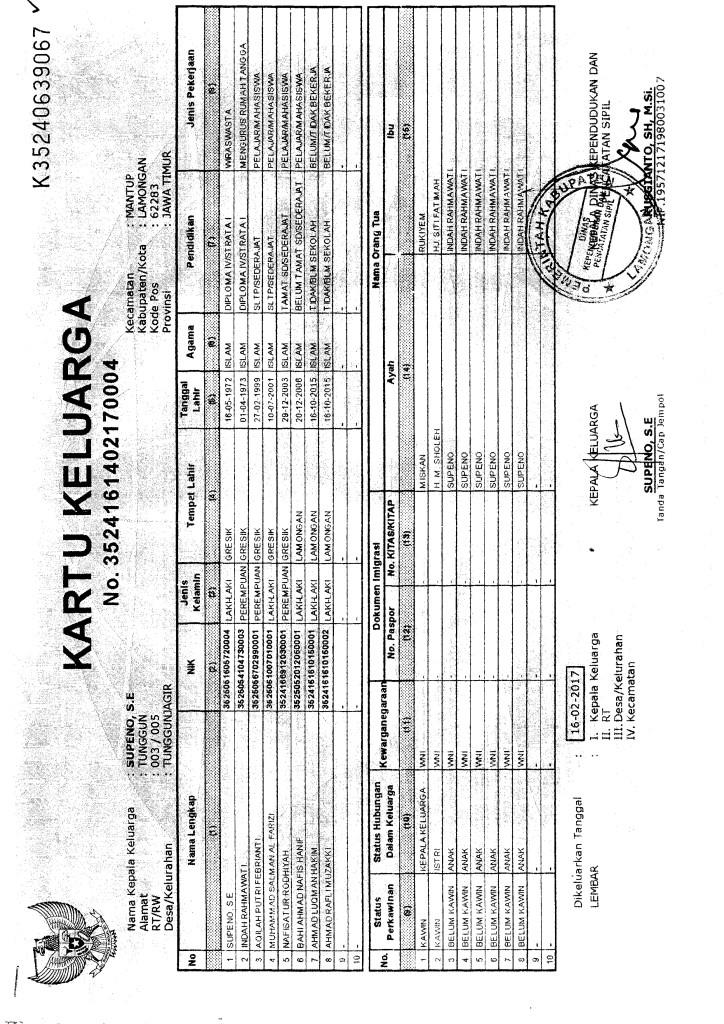 K35240639067
KARTU KELUARGA
No. 3524161402170004
Nama Kepala Keluarga : SUPENO, S.E
Alamat : TUNGGUN
RT/RW : 003 / 005
Desa/Kelurahan : TUNGGUNJAGIR
Kecamatan : MANTUP
Kabupaten/Kota : LAMONGAN
Kode Pos : 62283
Provinsi : JAWA TIMUR
No Nama Lengkap NIK Jenis Kelamin Tempet Lahir Tanggal Lahir Agama Pendidikan Jenis Pekerjaan
(1) (2) (3) (4) (5) (6) (7) (8)
1 SUPENO, S.E 3525051605720004 LAKI-LAKI GRESIK 16-05-1972 ISLAM DIPLOMA IV/STRATA I WIRASWASTA
2 INDAH RAHMAWATI. 3525054104730003 PEREMPUAN GRESIK 01-04-1973 ISLAM DIPLOMA IV/STRATA I MENGURUS RUMAH TANGGA
3 AQILAH PUTRI FEBRIANTI. 3525056702990001 PEREMPUAN GRESIK 27-02-1999 ISLAM SLTP/SEDERAJAT PELAJAR/MAHASISWA
4 MUHAMMAD SALMAN AL FARIZI 3525051007010001 LAKI-LAKI GRESIK 10-07-2001 ISLAM SLTP/SEDERAJAT PELAJAR/MAHASISWA
5 NAFISATUR RODHIYAH 3524166912030001 PEREMPUAN GRESIK 29-12-2003 ISLAM TAMAT SD/SEDERAJAT PELAJAR/MAHASISWA
6 BAHI AHMAD NAFIS HANIF 3525052012060001 LAKI-LAKI LAMONGAN 20-12-2006 ISLAM BELUM TAMAT SD/SEDERAJAT PELAJAR/MAHASISWA
7 AHMAD LUQMAN HAKIM 3524161610150001 LAKI-LAKI LAMONGAN 16-10-2015 ISLAM TIDAK/BLM SEKOLAH BELUM/TIDAK BEKERJA
8 AHMAD RAFLI MUZAKKI 3524161610150002 LAKI-LAKI LAMONGAN 16-10-2015 ISLAM TIDAK/BLM SEKOLAH BELUM/TIDAK BEKERJA
9 - - - - - - - -
10 - - - - - - - -
No. Status Perkawinan Status Hubungan Dalam Keluarga Kewarganegaraan Dokumen Imigrasi Nama Orang Tua
No. Paspor No. KITAS/KITAP Ayah Ibu
(9) (10) (11) (12) (13) (14) (15)
1 KAWIN KEPALA KELUARGA WNI - - MISKAN RUKIYEM
2 KAWIN ISTRI WNI - - H. M. SHOLEH HJ. SITI FATIMAH
3 BELUM KAWIN ANAK WNI - - SUPENO INDAH RAHMAWATI.
4 BELUM KAWIN ANAK WNI - - SUPENO INDAH RAHMAWATI.
5 BELUM KAWIN ANAK WNI - - SUPENO INDAH RAHMAWATI.
6 BELUM KAWIN ANAK WNI - - SUPENO INDAH RAHMAWATI.
7 BELUM KAWIN ANAK WNI - - SUPENO INDAH RAHMAWATI.
8 BELUM KAWIN ANAK WNI - - SUPENO INDAH RAHMAWATI.
9 - - - - - - -
10 - - - - - - -
Dikeluarkan Tanggal : 16-02-2017
LEMBAR : I. Kepala Keluarga
II. RT
III. Desa/Kelurahan
IV. Kecamatan
KEPALA KELUARGA
SUPENO, S.E
Tanda Tangan/Cap Jempol
KEPALA DINAS KEPENDUDUKAN DAN
PENCATATAN SIPIL
PEMERINTAH KABUPATEN
DINAS
KEPENDUDUKAN DAN
PENCATATAN SIPIL
LAMONGAN
RUSGIANTO, SH, M.Si.
NIP.195712171980031007